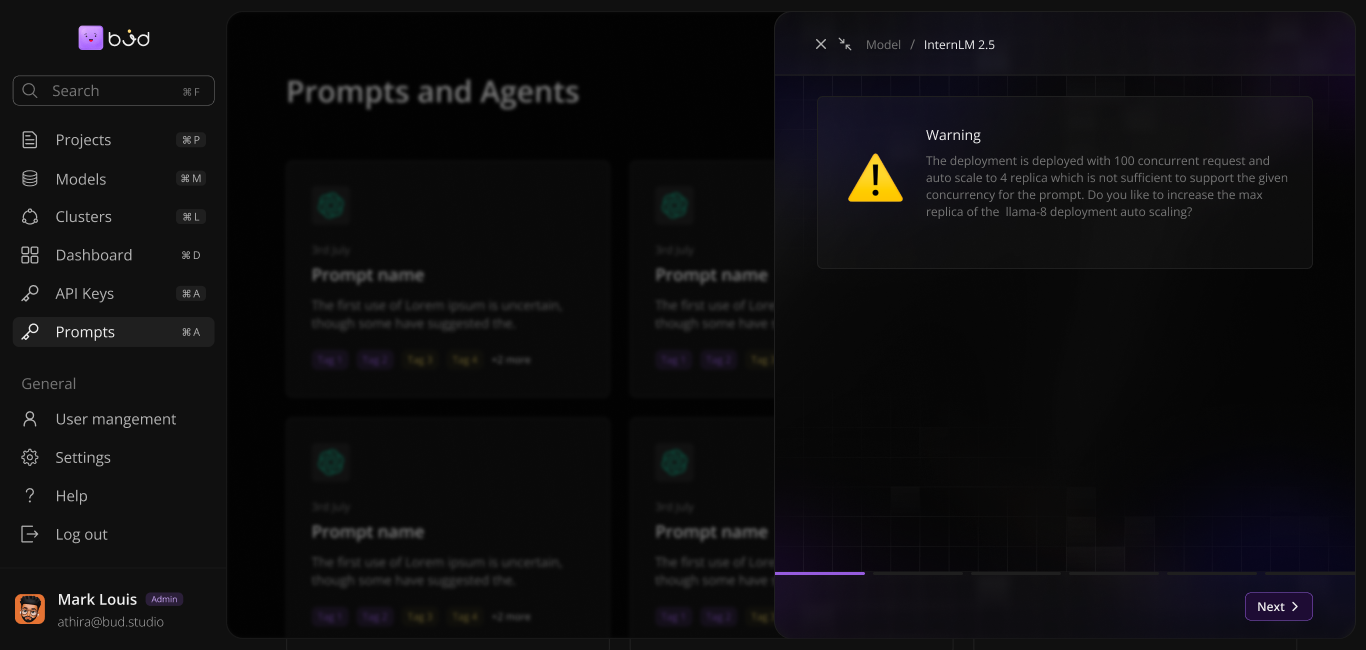 bud
Search ⌘ F
Projects ⌘ P
Models ⌘ M
Clusters ⌘ L
Dashboard ⌘ D
API Keys ⌘ A
Prompts ⌘ A
General
User mangement
Settings
Help
Log out
Mark Louis Admin
athira@bud.studio
Prompts and Agents
3rd July
Prompt name
The first use of Lorem ipsum is uncertain,
though some have suggested the.
Tag 1 Tag 2 Tag 3 Tag 4 +2 more
3rd July
Prompt name
The first use of Lorem
though some have
Tag 1 Tag 2 Tag 3
3rd July
Prompt name
The first use of Lorem ipsum is uncertain,
though some have suggested the.
Tag 1 Tag 2 Tag 3 Tag 4 +2 more
3rd July
Prompt name
The first use of Lorem
though some have
Tag 1 Tag 2 Tag 3
Model / InternLM 2.5
Warning
The deployment is deployed with 100 concurrent request and
auto scale to 4 replica which is not sufficient to support the given
concurrency for the prompt. Do you like to increase the max
replica of the llama-8 deployment auto scaling?
Next